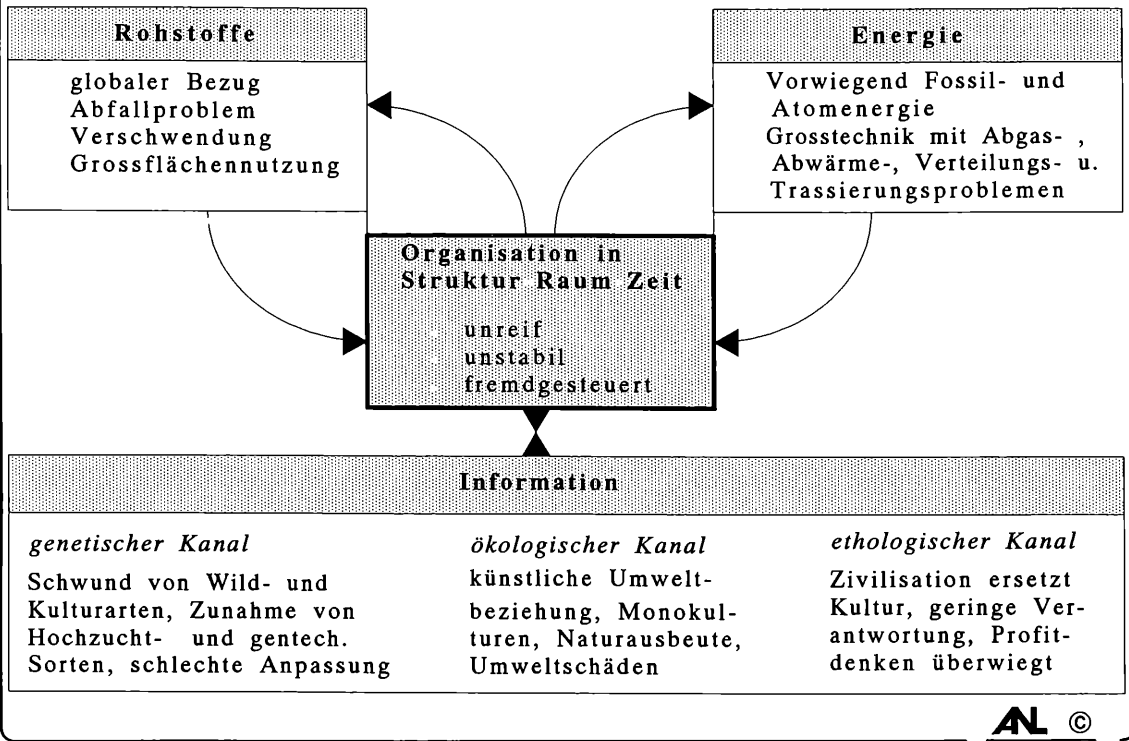 Rohstoffe
globaler Bezug
Abfallproblem
Verschwendung
Grossflächennutzung
Energie
Vorwiegend Fossil- und
Atomenergie
Grosstechnik mit Abgas- ,
Abwärme-, Verteilungs- u.
Trassierungsproblemen
Organisation in
Struktur Raum Zeit
unreif
unstabil
fremdgesteuert
Information
genetischer Kanal
Schwund von Wild- und
Kulturarten, Zunahme von
Hochzucht- und gentech.
Sorten, schlechte Anpassung
ökologischer Kanal
künstliche Umwelt-
beziehung, Monokul-
turen, Naturausbeute,
Umweltschäden
ethologischer Kanal
Zivilisation ersetzt
Kultur, geringe Ver-
antwortung, Profit-
denken überwiegt
ANL ©